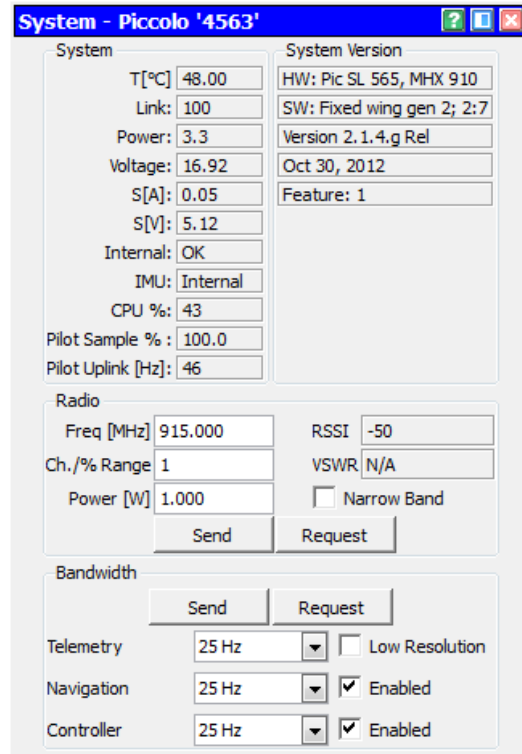 System - Piccolo '4563'
System
T[°C] 48.00
Link: 100
Power: 3.3
Voltage: 16.92
S[A]: 0.05
S[V]: 5.12
Internal: OK
IMU: Internal
CPU %: 43
Pilot Sample % : 100.0
Pilot Uplink [Hz]: 46
System Version
HW: Pic SL 565, MHX 910
SW: Fixed wing gen 2; 2:7
Version 2.1.4.g Rel
Oct 30, 2012
Feature: 1
Radio
Freq [MHz] 915.000 RSSI -50
Ch./% Range 1 VSWR N/A
Power [W] 1.000 Narrow Band
Send Request
Bandwidth
Send Request
Telemetry 25 Hz Low Resolution
Navigation 25 Hz Enabled
Controller 25 Hz Enabled